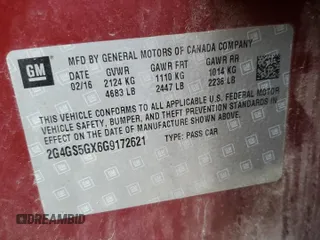 GM
MFD BY GENERAL MOTORS OF CANADA COMPANY
DATE GVWR GAWR FRT GAWR RR
02/16 2124 KG 1110 KG 1014 KG
4683 LB 2447 LB 2236 LB
THIS VEHICLE CONFORMS TO ALL APPLICABLE U.S. FEDERAL MOTOR
VEHICLE SAFETY, BUMPER, AND THEFT PREVENTION STANDARDS IN
EFFECT ON THE DATE OF MANUFACTURE SHOWN ABOVE.
2G4GS5GX6G9172621 TYPE: PASS CAR
DREAMBID